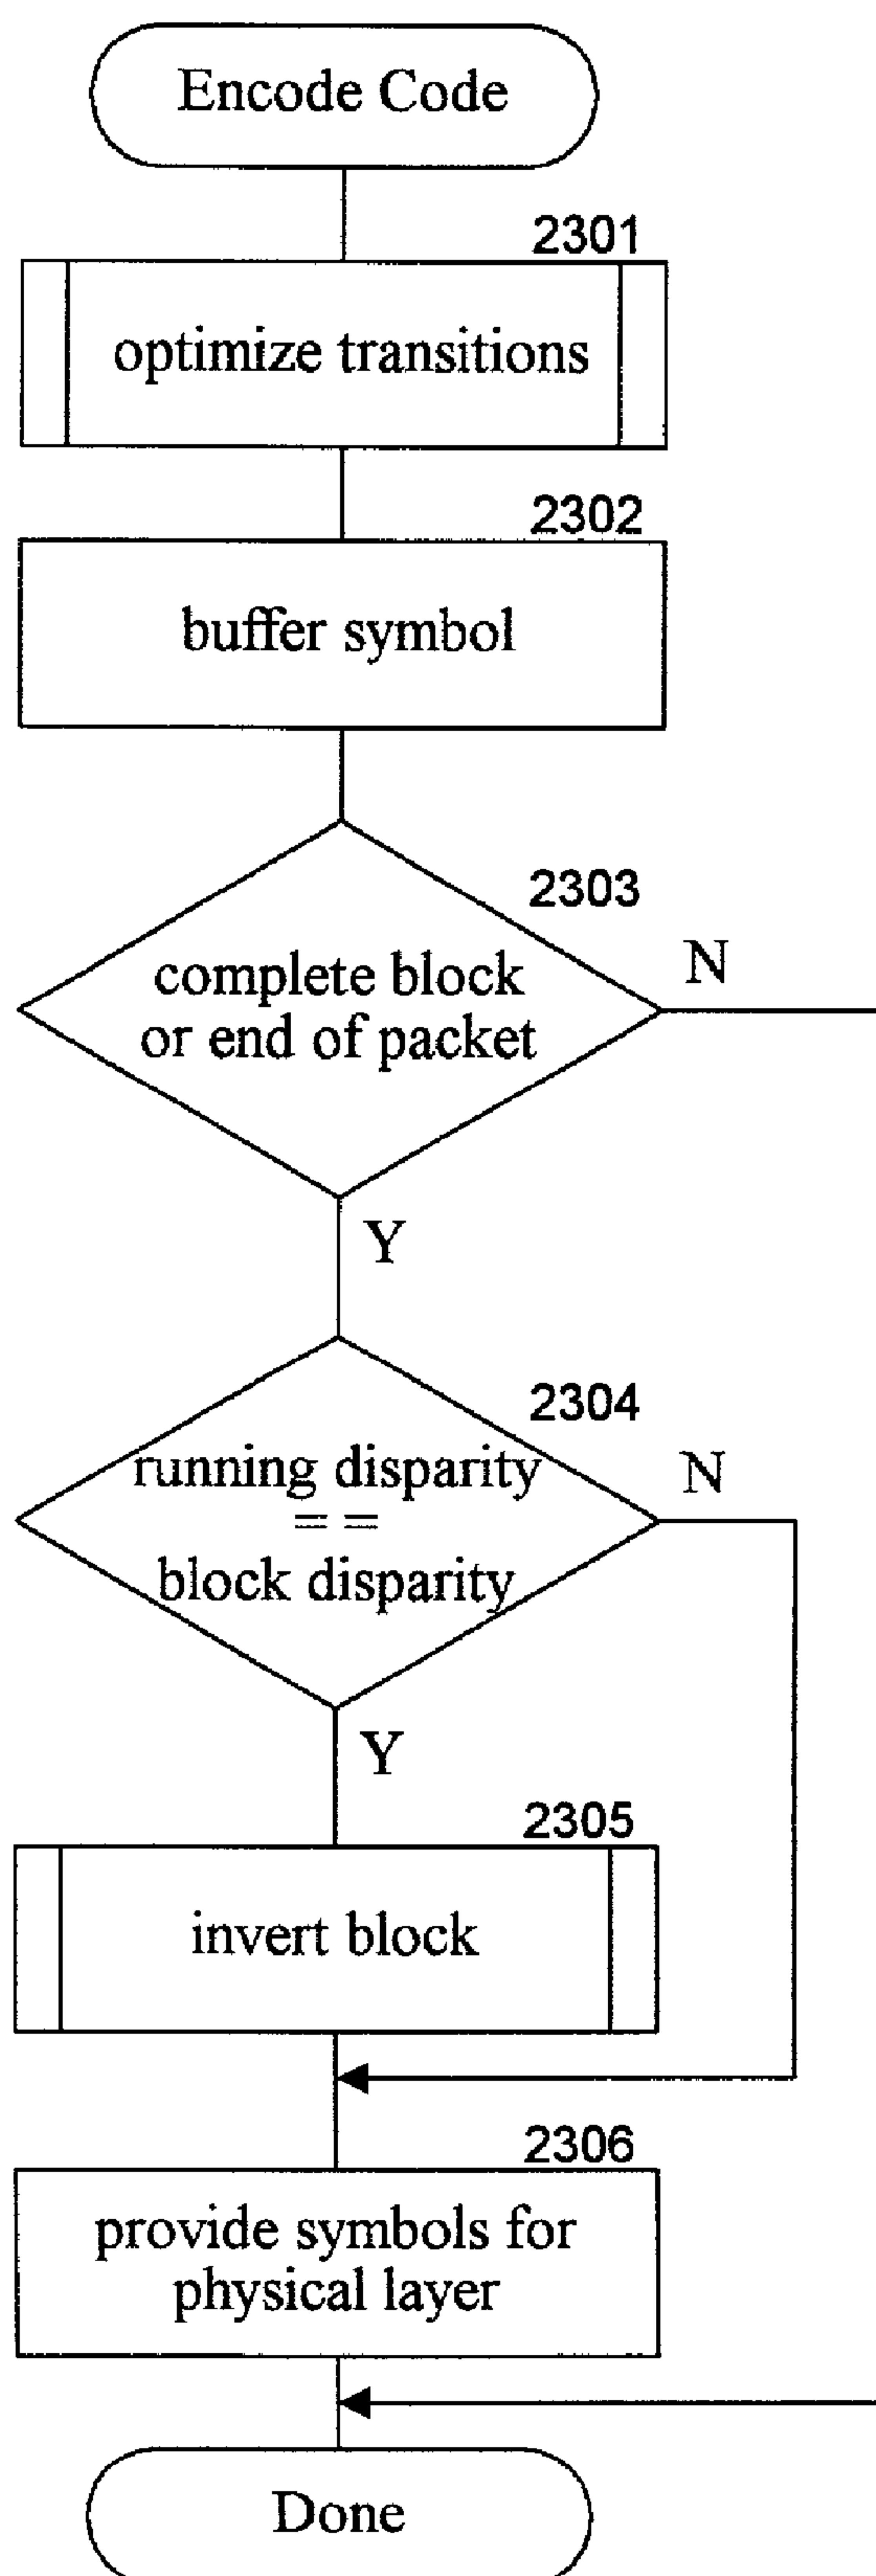 Encode Code
2301
optimize transitions
2302
buffer symbol
2303
complete block
or end of packet
N
Y
2304
running disparity
= =
block disparity
N
Y
2305
invert block
2306
provide symbols for
physical layer
Done